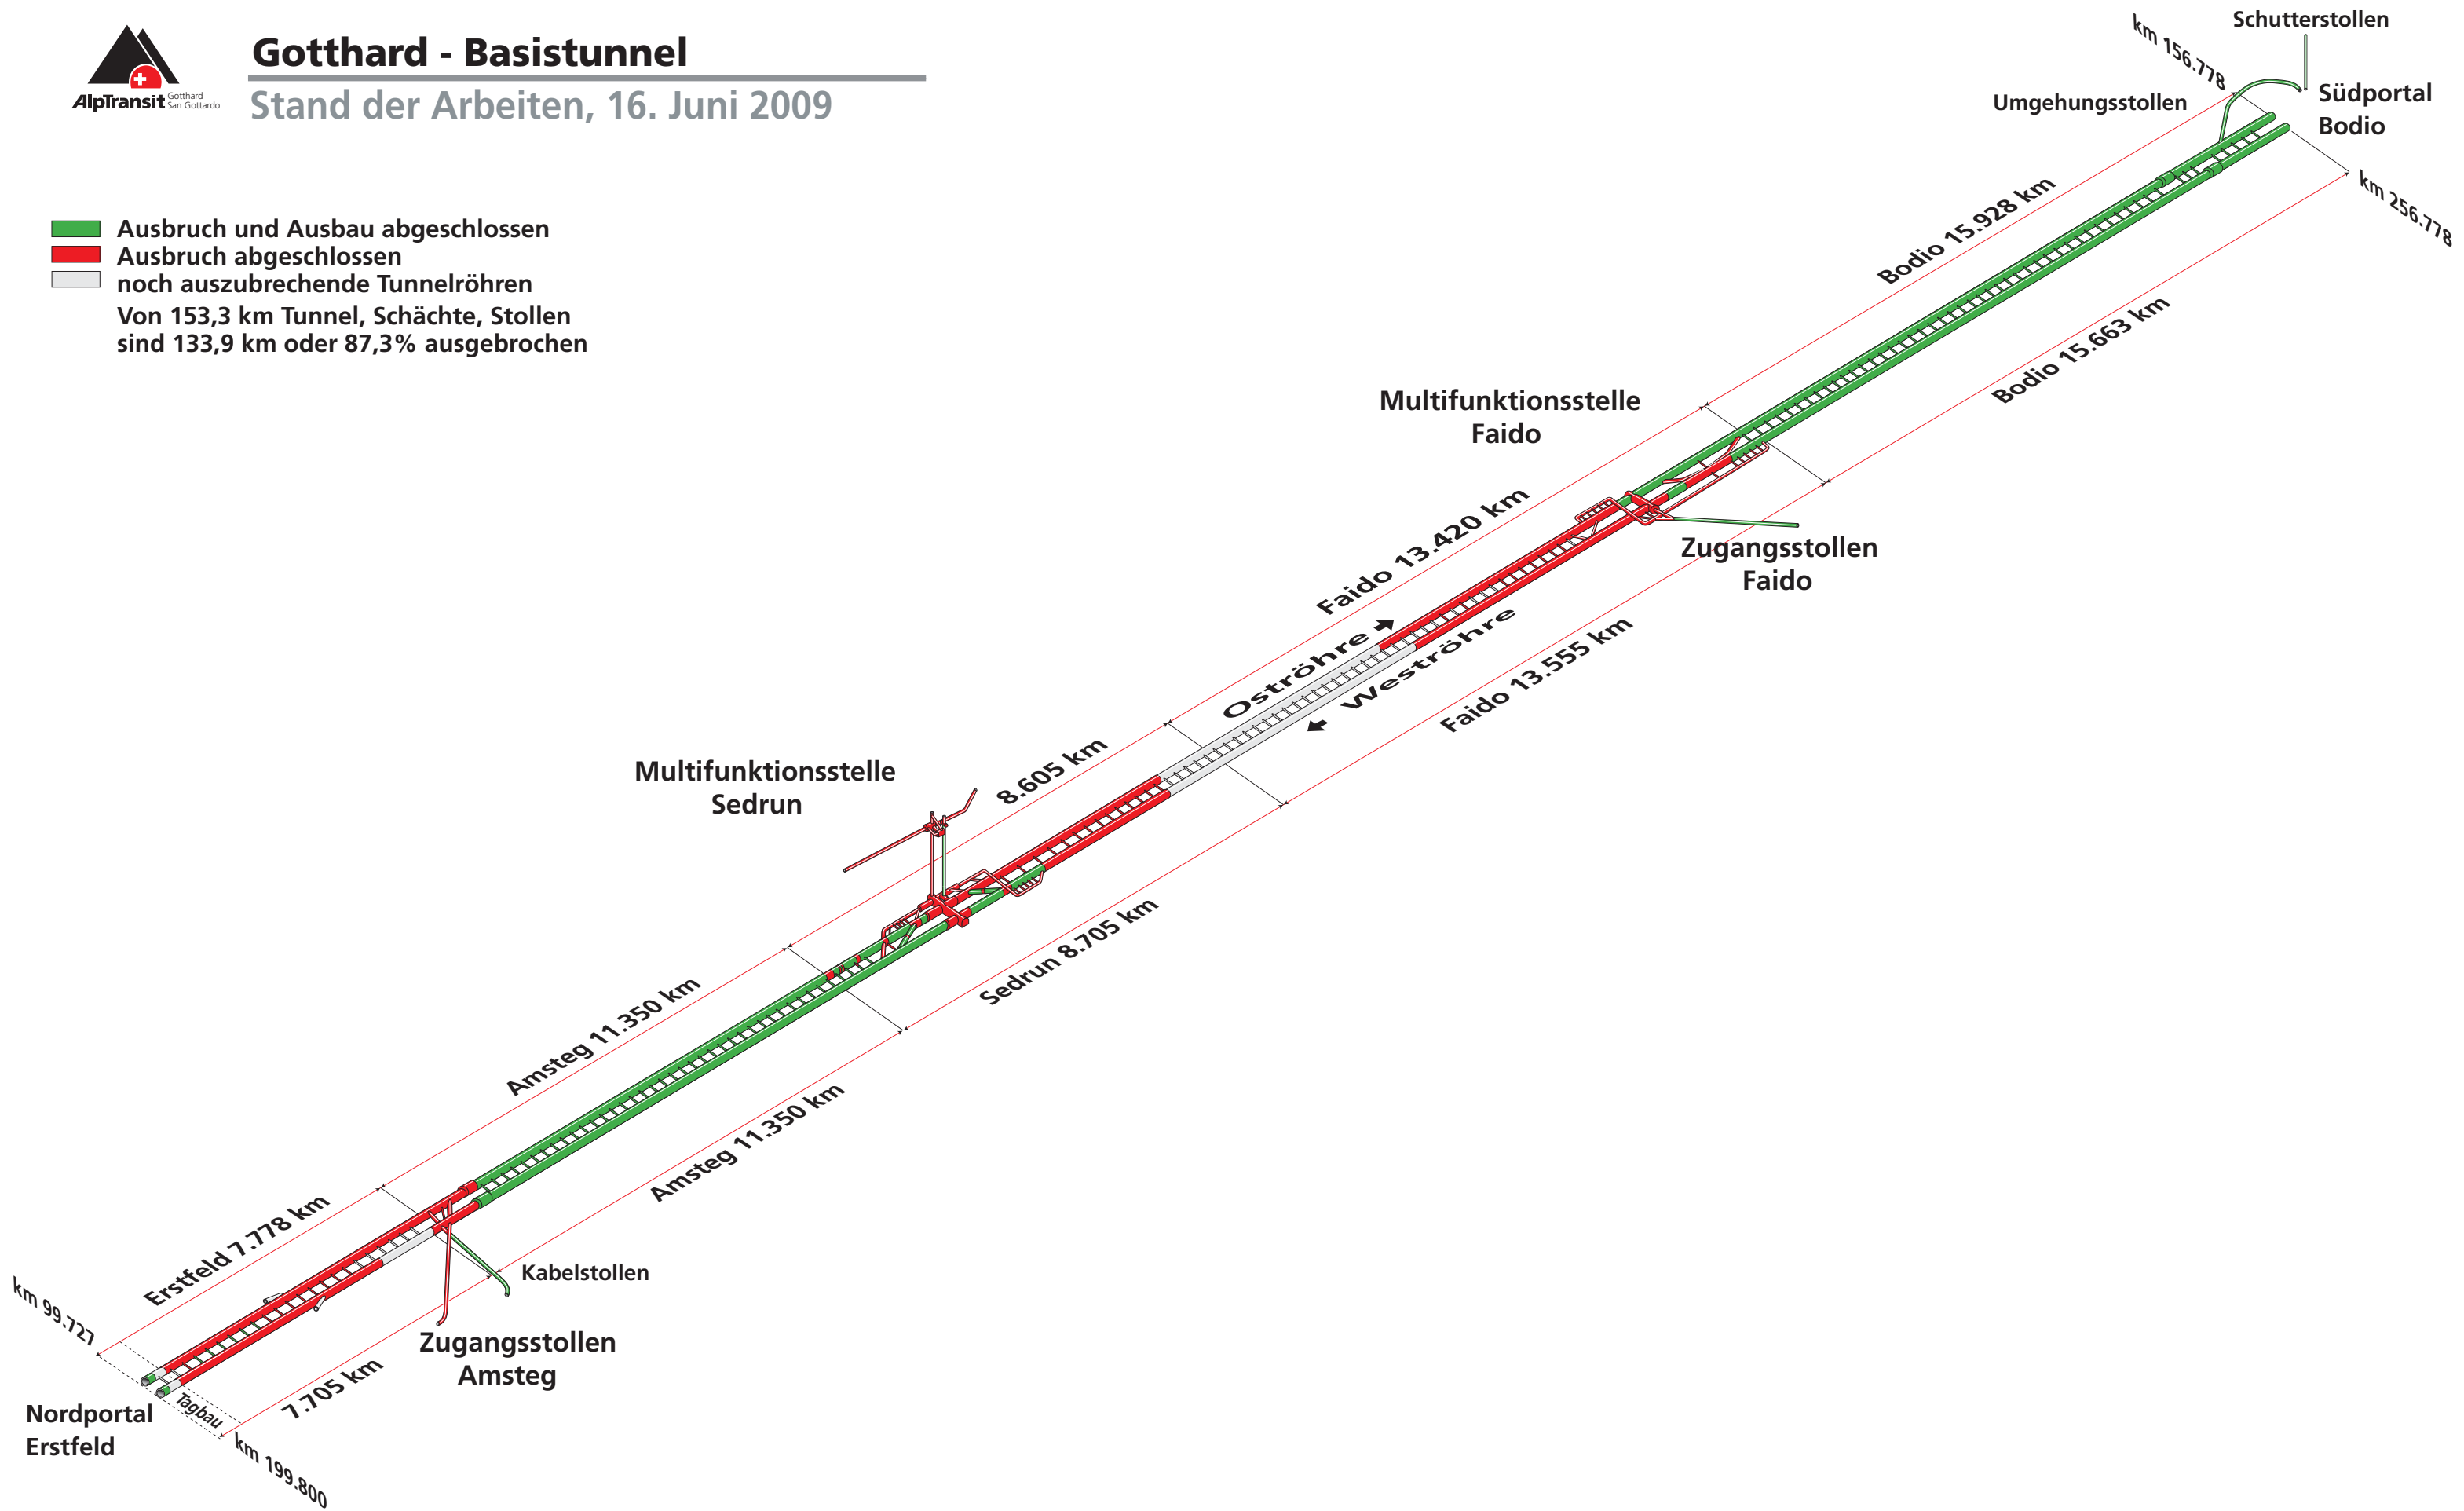 AlpTransit Gotthard
San Gottardo
Gotthard - Basistunnel
Stand der Arbeiten, 16. Juni 2009
Ausbruch und Ausbau abgeschlossen
Ausbruch abgeschlossen
noch auszubrechende Tunnelröhren
Von 153,3 km Tunnel, Schächte, Stollen
sind 133,9 km oder 87,3% ausgebrochen
Schutterstollen
km 156.778
Umgehungsstollen
Südportal
Bodio
km 256.778
Bodio 15.928 km
Bodio 15.663 km
Multifunktionsstelle
Faido
Zugangsstollen
Faido
Faido 13.420 km
Oströhre
Weströhre
Faido 13.555 km
Multifunktionsstelle
Sedrun
8.605 km
Sedrun 8.705 km
Amsteg 11.350 km
Amsteg 11.350 km
Erstfeld 7.778 km
Kabelstollen
Zugangsstollen
Amsteg
7.705 km
km 99.727
Tagbau
Nordportal
Erstfeld
km 199.800